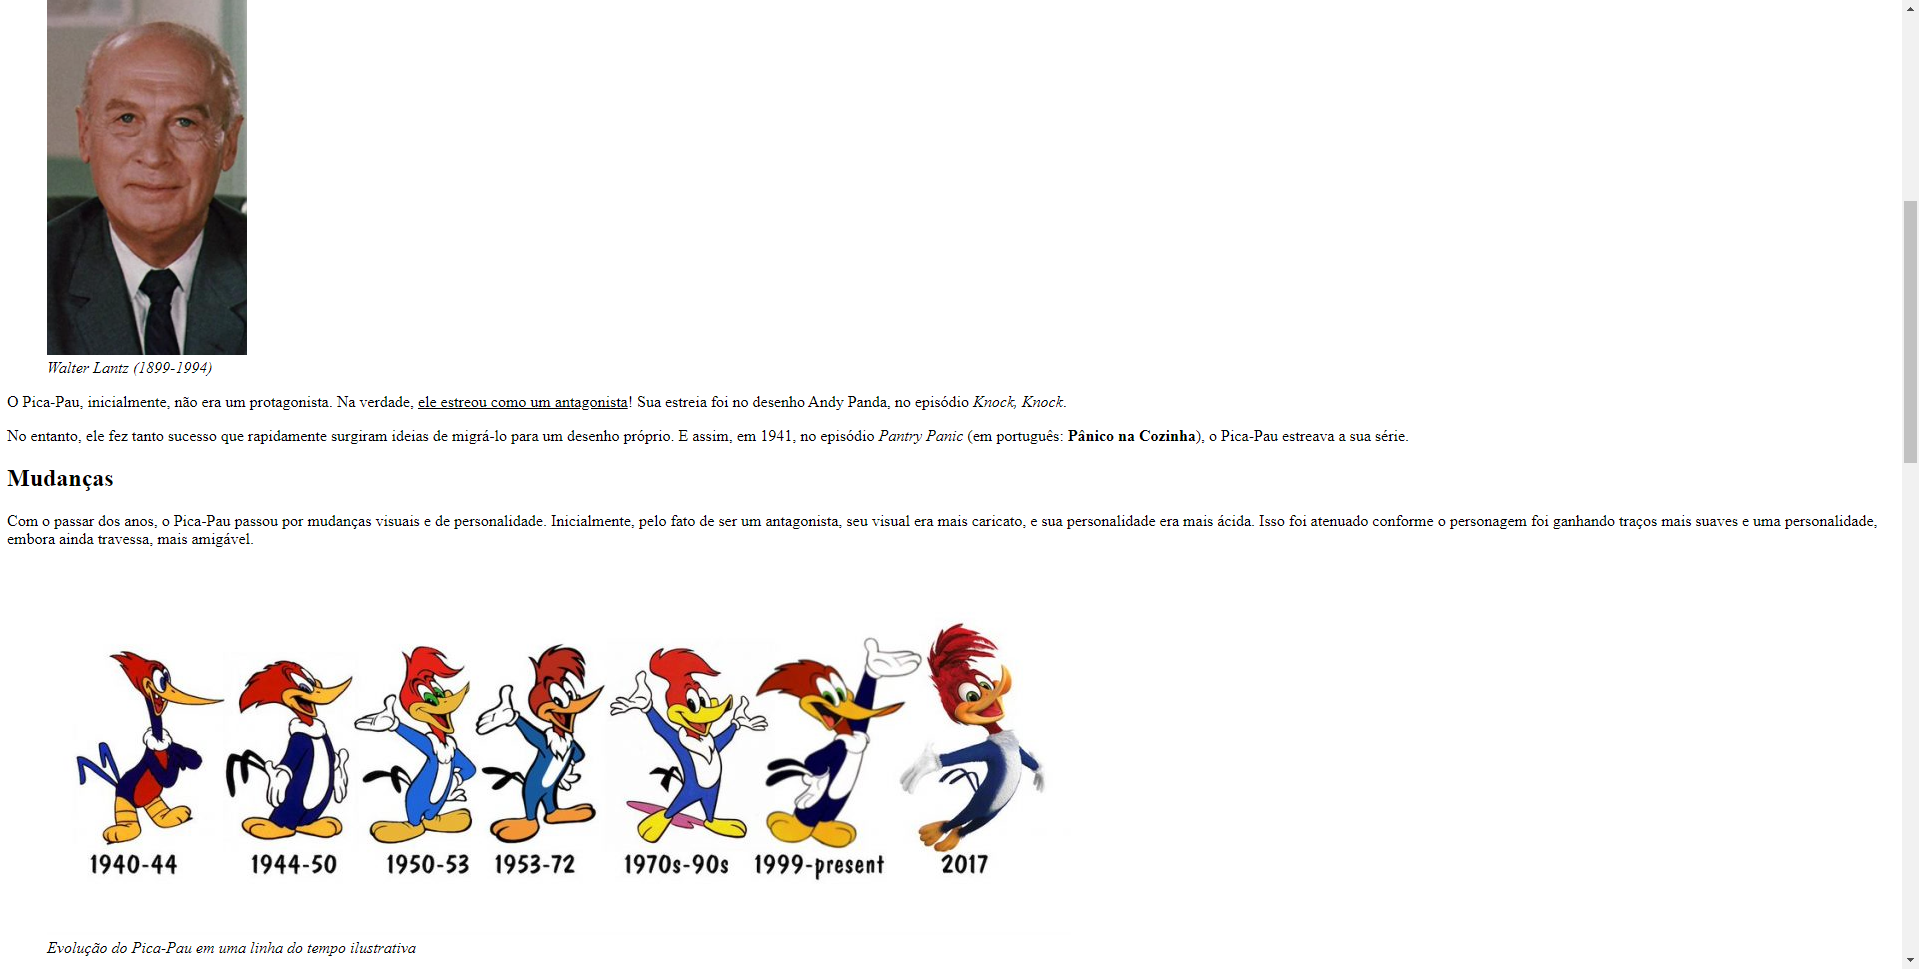 Walter Lantz (1899-1994)
O Pica-Pau, inicialmente, não era um protagonista. Na verdade, ele estreou como um antagonista! Sua estreia foi no desenho Andy Panda, no episódio Knock, Knock.
No entanto, ele fez tanto sucesso que rapidamente surgiram ideias de migrá-lo para um desenho próprio. E assim, em 1941, no episódio Pantry Panic (em português: Pânico na Cozinha), o Pica-Pau estreava a sua série.
Mudanças
Com o passar dos anos, o Pica-Pau passou por mudanças visuais e de personalidade. Inicialmente, pelo fato de ser um antagonista, seu visual era mais caricato, e sua personalidade era mais ácida. Isso foi atenuado conforme o personagem foi ganhando traços mais suaves e uma personalidade,
embora ainda travessa, mais amigável.
1940-44 1944-50 1950-53 1953-72 1970s-90s 1999-present 2017
Evolução do Pica-Pau em uma linha do tempo ilustrativa